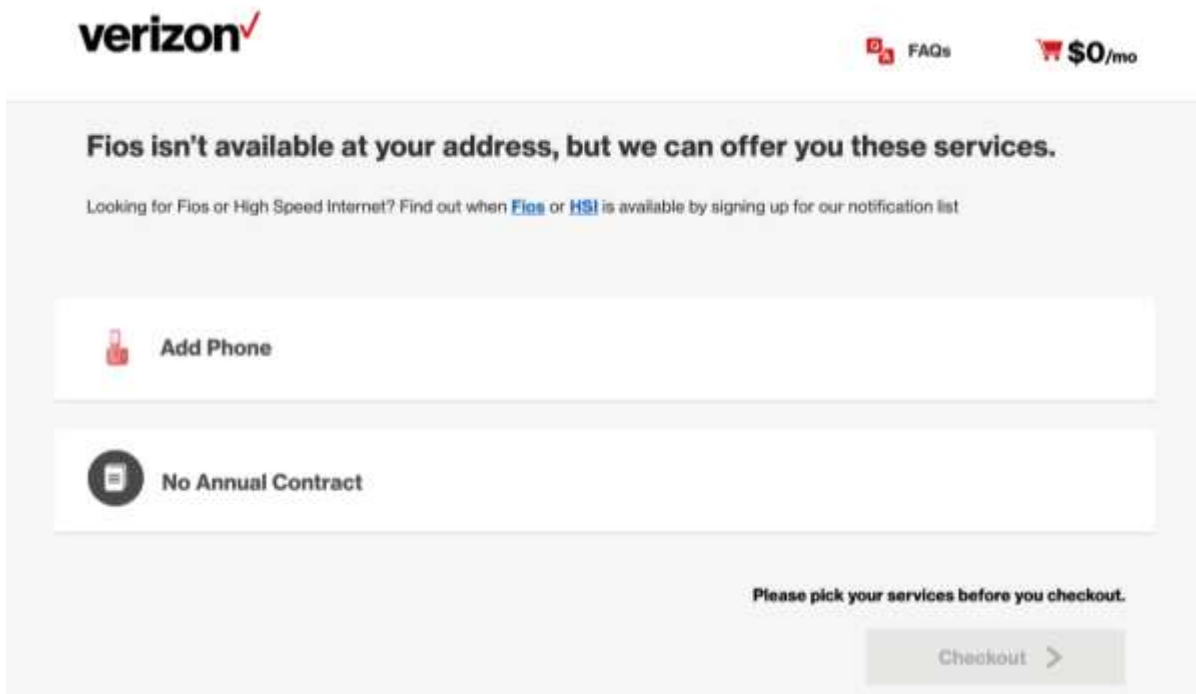 verizon
FAQs
$0/mo
Fios isn't available at your address, but we can offer you these services.
Looking for Fios or High Speed Internet? Find out when Fios or HSI is available by signing up for our notification list
Add Phone
No Annual Contract
Please pick your services before you checkout.
Checkout